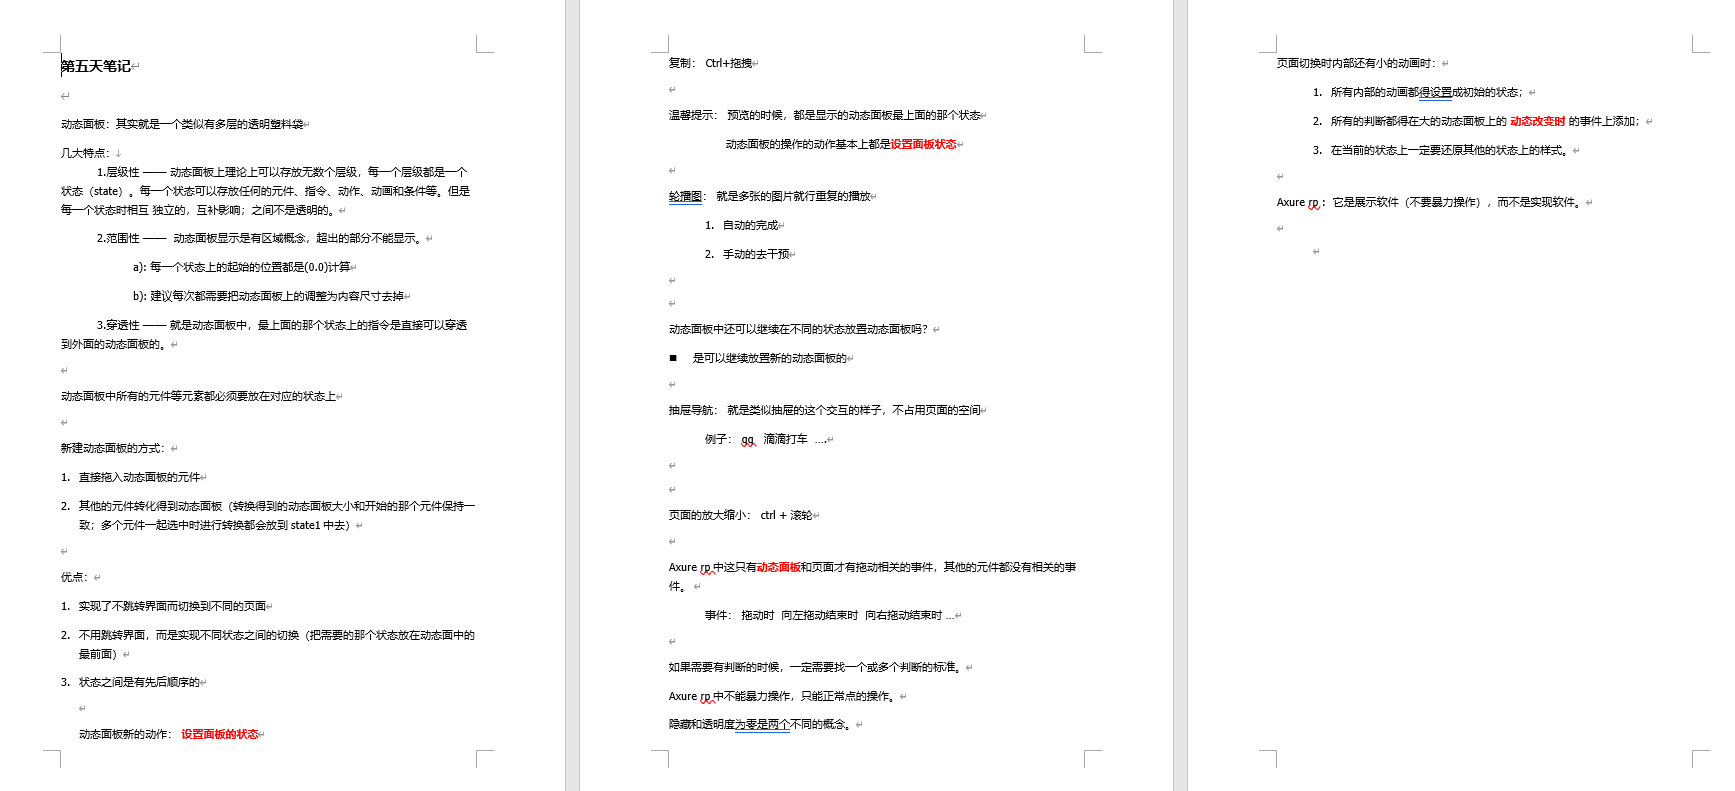 第五天笔记
动态面板：其实就是一个类似有多层的透明塑料袋
几大特点：
1.层级性 —— 动态面板上理论上可以存放无数个层级，每一个层级都是一个
状态（state）。每一个状态可以存放任何的元件、指令、动作、动画和条件等。但是
每一个状态时相互 独立的，互补影响；之间不是透明的。
2.范围性 —— 动态面板显示是有区域概念，超出的部分不能显示。
a): 每一个状态上的起始的位置都是(0.0)计算
b): 建议每次都需要把动态面板上的调整为内容尺寸去掉
3.穿透性 —— 就是动态面板中，最上面的那个状态上的指令是直接可以穿透
到外面的动态面板的。
动态面板中所有的元件等元素都必须要放在对应的状态上
新建动态面板的方式：
1. 直接拖入动态面板的元件
2. 其他的元件转化得到动态面板（转换得到的动态面板大小和开始的那个元件保持一
致；多个元件一起选中时进行转换都会放到 state1 中去）
优点：
1. 实现了不跳转界面而切换到不同的页面
2. 不用跳转界面，而是实现不同状态之间的切换（把需要的那个状态放在动态面中的
最前面）
3. 状态之间是有先后顺序的
动态面板新的动作： 设置面板的状态
复制： Ctrl+拖拽
温馨提示： 预览的时候，都是显示的动态面板最上面的那个状态
动态面板的操作的动作基本上都是设置面板状态
轮播图： 就是多张的图片就行重复的播放
1. 自动的完成
2. 手动的去干预
动态面板中还可以继续在不同的状态放置动态面板吗？
■ 是可以继续放置新的动态面板的
抽屉导航： 就是类似抽屉的这个交互的样子，不占用页面的空间
例子： qq 滴滴打车 ....
页面的放大缩小： ctrl + 滚轮
Axure rp 中这只有动态面板和页面才有拖动相关的事件，其他的元件都没有相关的事
件。
事件： 拖动时 向左拖动结束时 向右拖动结束时 ...
如果需要有判断的时候，一定需要找一个或多个判断的标准。
Axure rp 中不能暴力操作，只能正常点的操作。
隐藏和透明度为零是两个不同的概念。
页面切换时内部还有小的动画时：
1. 所有内部的动画都得设置成初始的状态；
2. 所有的判断都得在大的动态面板上的 动态改变时 的事件上添加；
3. 在当前的状态上一定要还原其他的状态上的样式。
Axure rp ：它是展示软件（不要暴力操作），而不是实现软件。